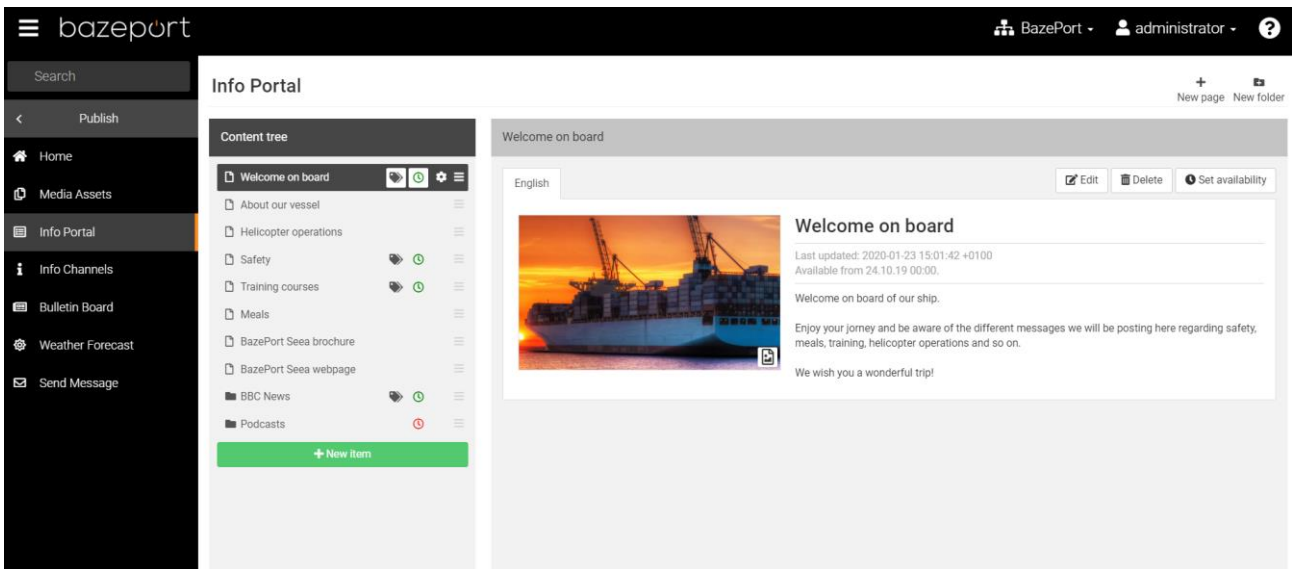 bazeport
BazePort
administrator
?
Search
Publish
Home
Media Assets
Info Portal
Info Channels
Bulletin Board
Weather Forecast
Send Message
Info Portal
New page
New folder
Content tree
Welcome on board
About our vessel
Helicopter operations
Safety
Training courses
Meals
BazePort Seea brochure
BazePort Seea webpage
BBC News
Podcasts
+ New item
Welcome on board
English
Edit
Delete
Set availability
Welcome on board
Last updated: 2020-01-23 15:01:42 +0100
Available from 24.10.19 00:00.
Welcome on board of our ship.
Enjoy your jorney and be aware of the different messages we will be posting here regarding safety,
meals, training, helicopter operations and so on.
We wish you a wonderful trip!